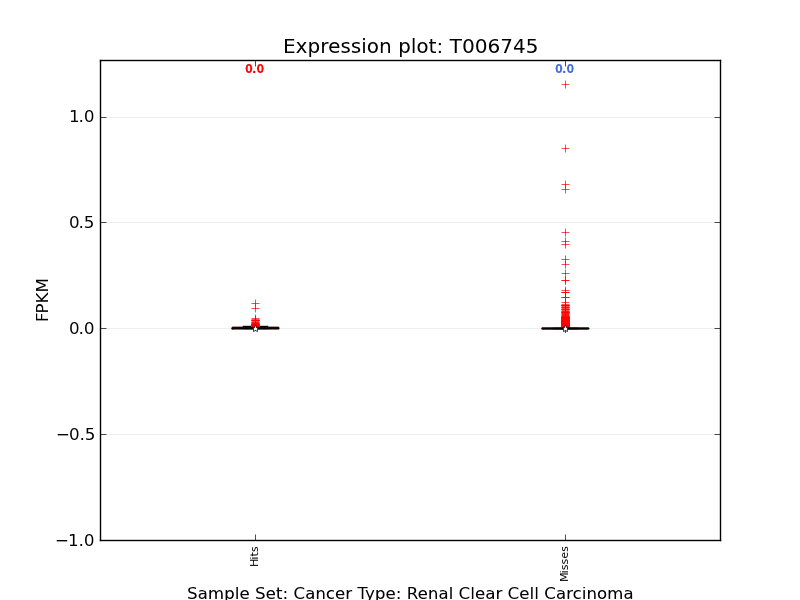 Expression plot: T006745
0.0 0.0
1.0
0.5
0.0
−0.5
−1.0
FPKM
Hits Misses
Sample Set: Cancer Type: Renal Clear Cell Carcinoma